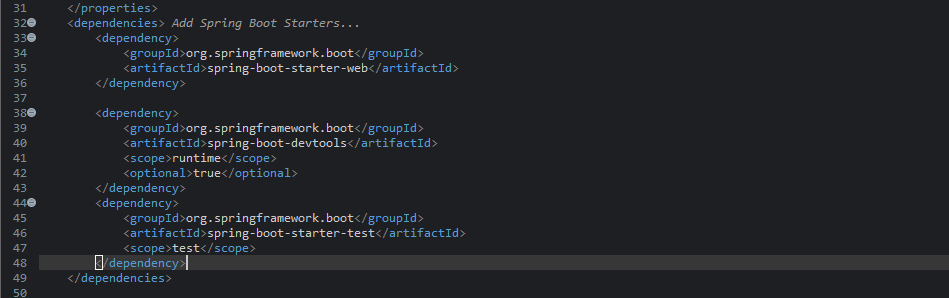 31 </properties>
32 <dependencies> Add Spring Boot Starters...
33 <dependency>
34 <groupId>org.springframework.boot</groupId>
35 <artifactId>spring-boot-starter-web</artifactId>
36 </dependency>
37
38 <dependency>
39 <groupId>org.springframework.boot</groupId>
40 <artifactId>spring-boot-devtools</artifactId>
41 <scope>runtime</scope>
42 <optional>true</optional>
43 </dependency>
44 <dependency>
45 <groupId>org.springframework.boot</groupId>
46 <artifactId>spring-boot-starter-test</artifactId>
47 <scope>test</scope>
48 </dependency>
49 </dependencies>
50